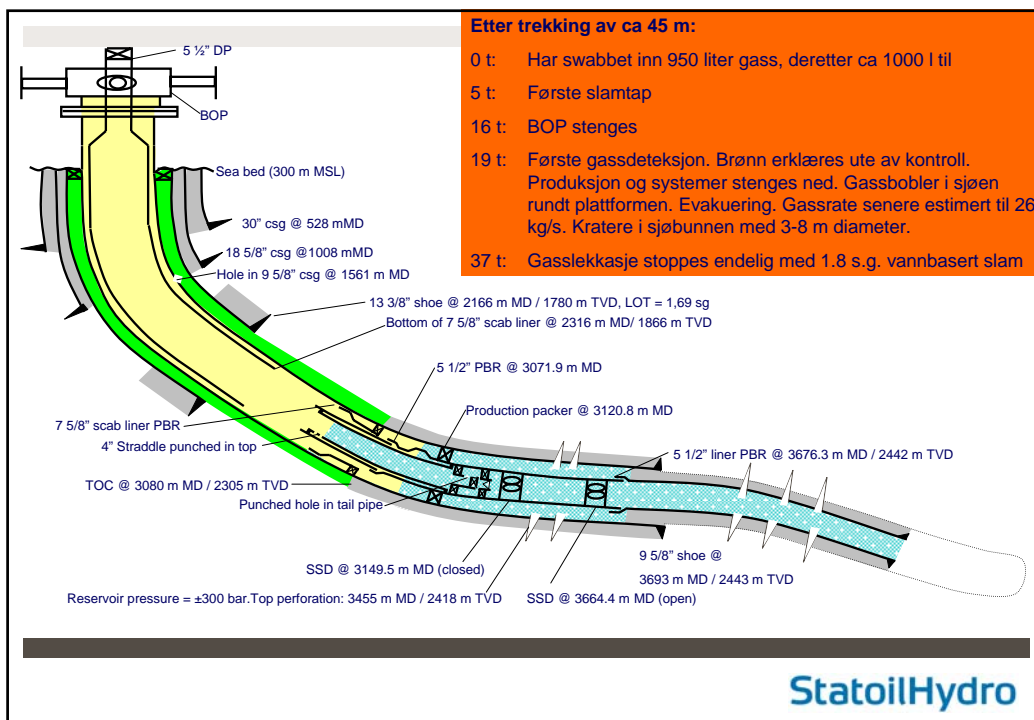 Etter trekking av ca 45 m:
0 t: Har swabbet inn 950 liter gass, deretter ca 1000 l til
5 t: Første slamtap
16 t: BOP stenges
19 t: Første gassdeteksjon. Brønn erklæres ute av kontroll.
Produksjon og systemer stenges ned. Gassbobler i sjøen
rundt plattformen. Evakuering. Gassrate senere estimert til 26
kg/s. Kratere i sjøbunnen med 3-8 m diameter.
37 t: Gasslekkasje stoppes endelig med 1.8 s.g. vannbasert slam
5 ½” DP
BOP
Sea bed (300 m MSL)
30” csg @ 528 mMD
18 5/8” csg @1008 mMD
Hole in 9 5/8” csg @ 1561 m MD
13 3/8” shoe @ 2166 m MD / 1780 m TVD, LOT = 1,69 sg
Bottom of 7 5/8” scab liner @ 2316 m MD/ 1866 m TVD
5 1/2” PBR @ 3071.9 m MD
Production packer @ 3120.8 m MD
7 5/8” scab liner PBR
4” Straddle punched in top
5 1/2” liner PBR @ 3676.3 m MD / 2442 m TVD
TOC @ 3080 m MD / 2305 m TVD
Punched hole in tail pipe
9 5/8” shoe @
3693 m MD / 2443 m TVD
SSD @ 3149.5 m MD (closed)
Reservoir pressure = ±300 bar.Top perforation: 3455 m MD / 2418 m TVD
SSD @ 3664.4 m MD (open)
StatoilHydro